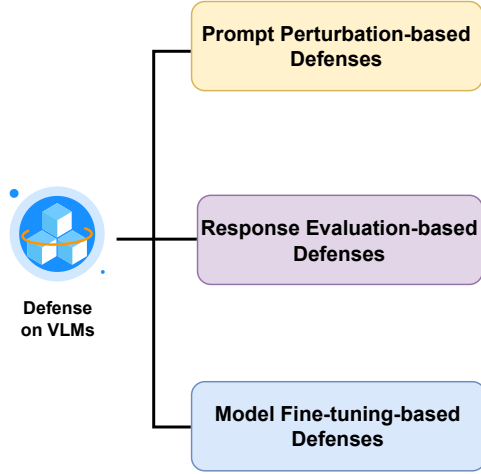 Prompt Perturbation-based
Defenses
Response Evaluation-based
Defenses
Defense
on VLMs
Model Fine-tuning-based
Defenses